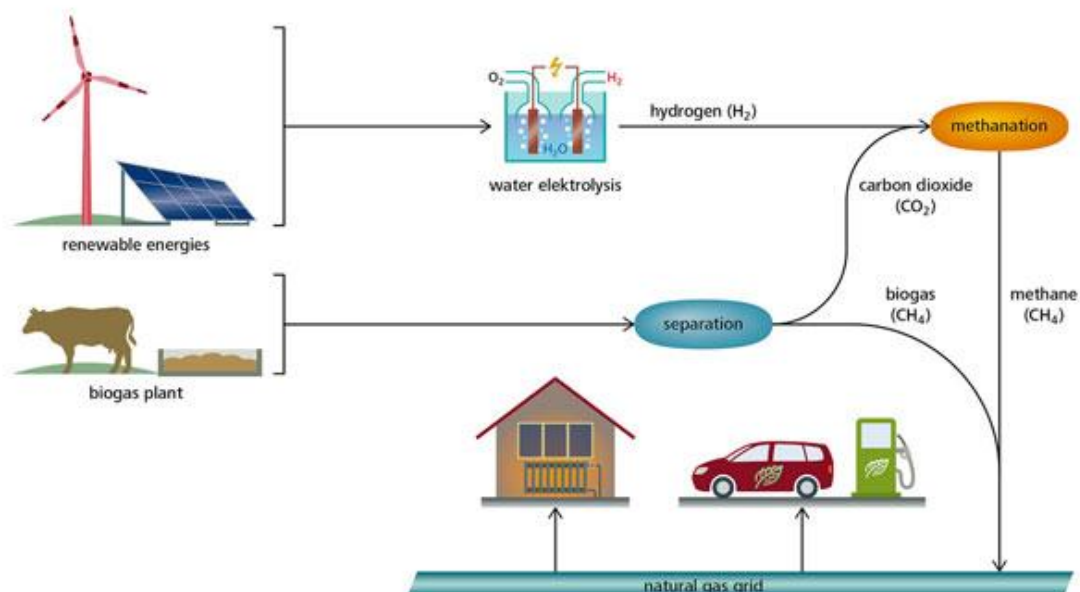 O₂
H₂
H₂O
water elektrolysis
hydrogen (H₂)
methanation
carbon dioxide
(CO₂)
renewable energies
biogas
(CH₄)
methane
(CH₄)
separation
biogas plant
natural gas grid